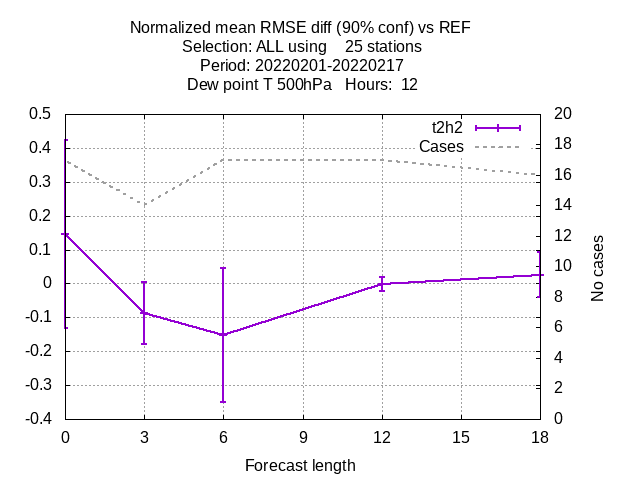 Normalized mean RMSE diff (90% conf) vs REF
Selection: ALL using    25 stations
Period: 20220201-20220217
Dew point T 500hPa   Hours:  12
t2h2
Cases
0.5
0.4
0.3
0.2
0.1
0
-0.1
-0.2
-0.3
-0.4
20
18
16
14
12
10
8
6
4
2
0
No cases
0 3 6 9 12 15 18
Forecast length